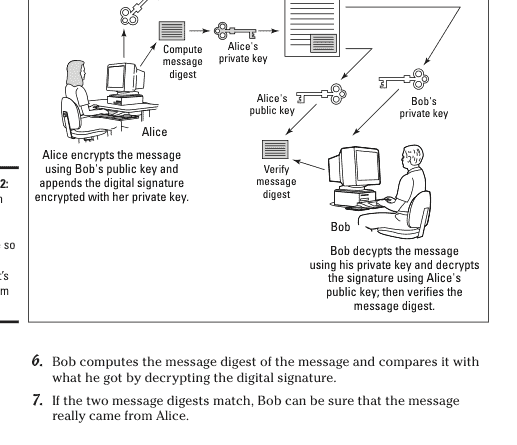 Compute
message
digest
Alice's
private key
Alice's
public key
Bob's
private key
Alice
Alice encrypts the message
using Bob's public key and
appends the digital signature
encrypted with her private key.
Verify
message
digest
Bob
Bob decypts the message
using his private key and decrypts
the signature using Alice's
public key; then verifies the
message digest.
2:
so
's
m
6. Bob computes the message digest of the message and compares it with
what he got by decrypting the digital signature.
7. If the two message digests match, Bob can be sure that the message
really came from Alice.